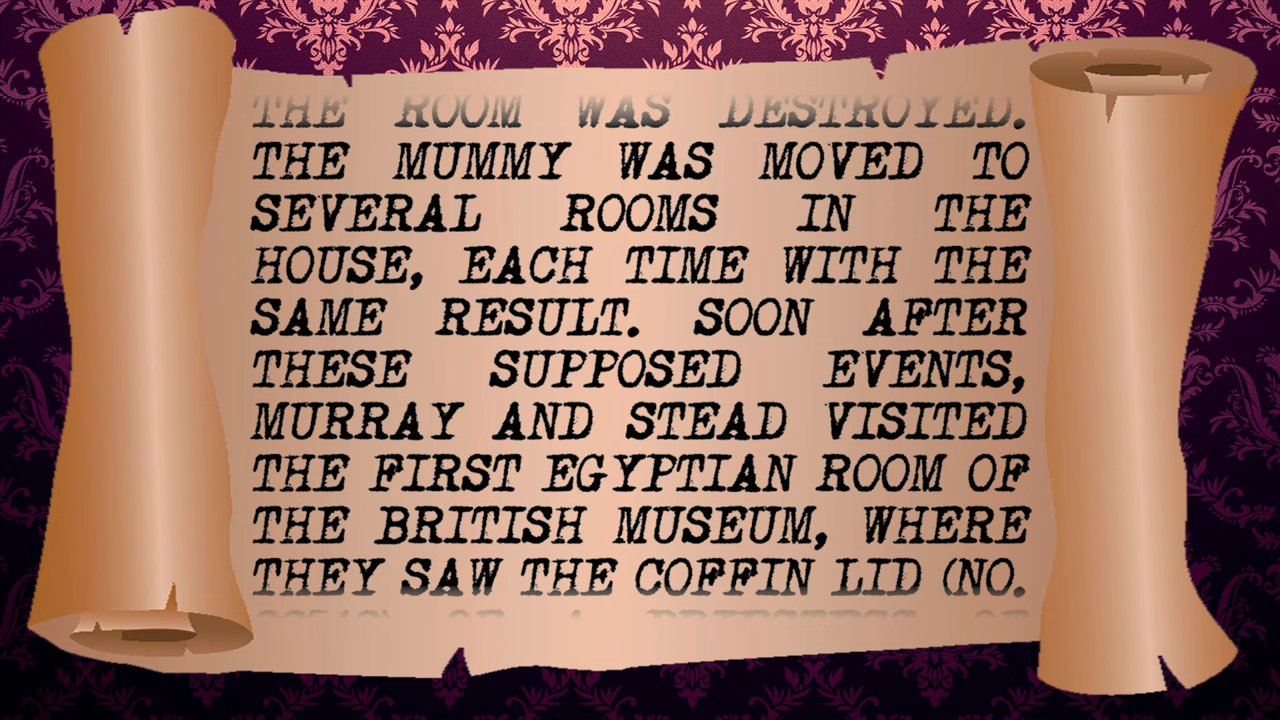 THE ROOM WAS DESTROYED.
THE MUMMY WAS MOVED TO
SEVERAL ROOMS IN THE
HOUSE, EACH TIME WITH THE
SAME RESULT. SOON AFTER
THESE SUPPOSED EVENTS,
MURRAY AND STEAD VISITED
THE FIRST EGYPTIAN ROOM OF
THE BRITISH MUSEUM, WHERE
THEY SAW THE COFFIN LID (NO.